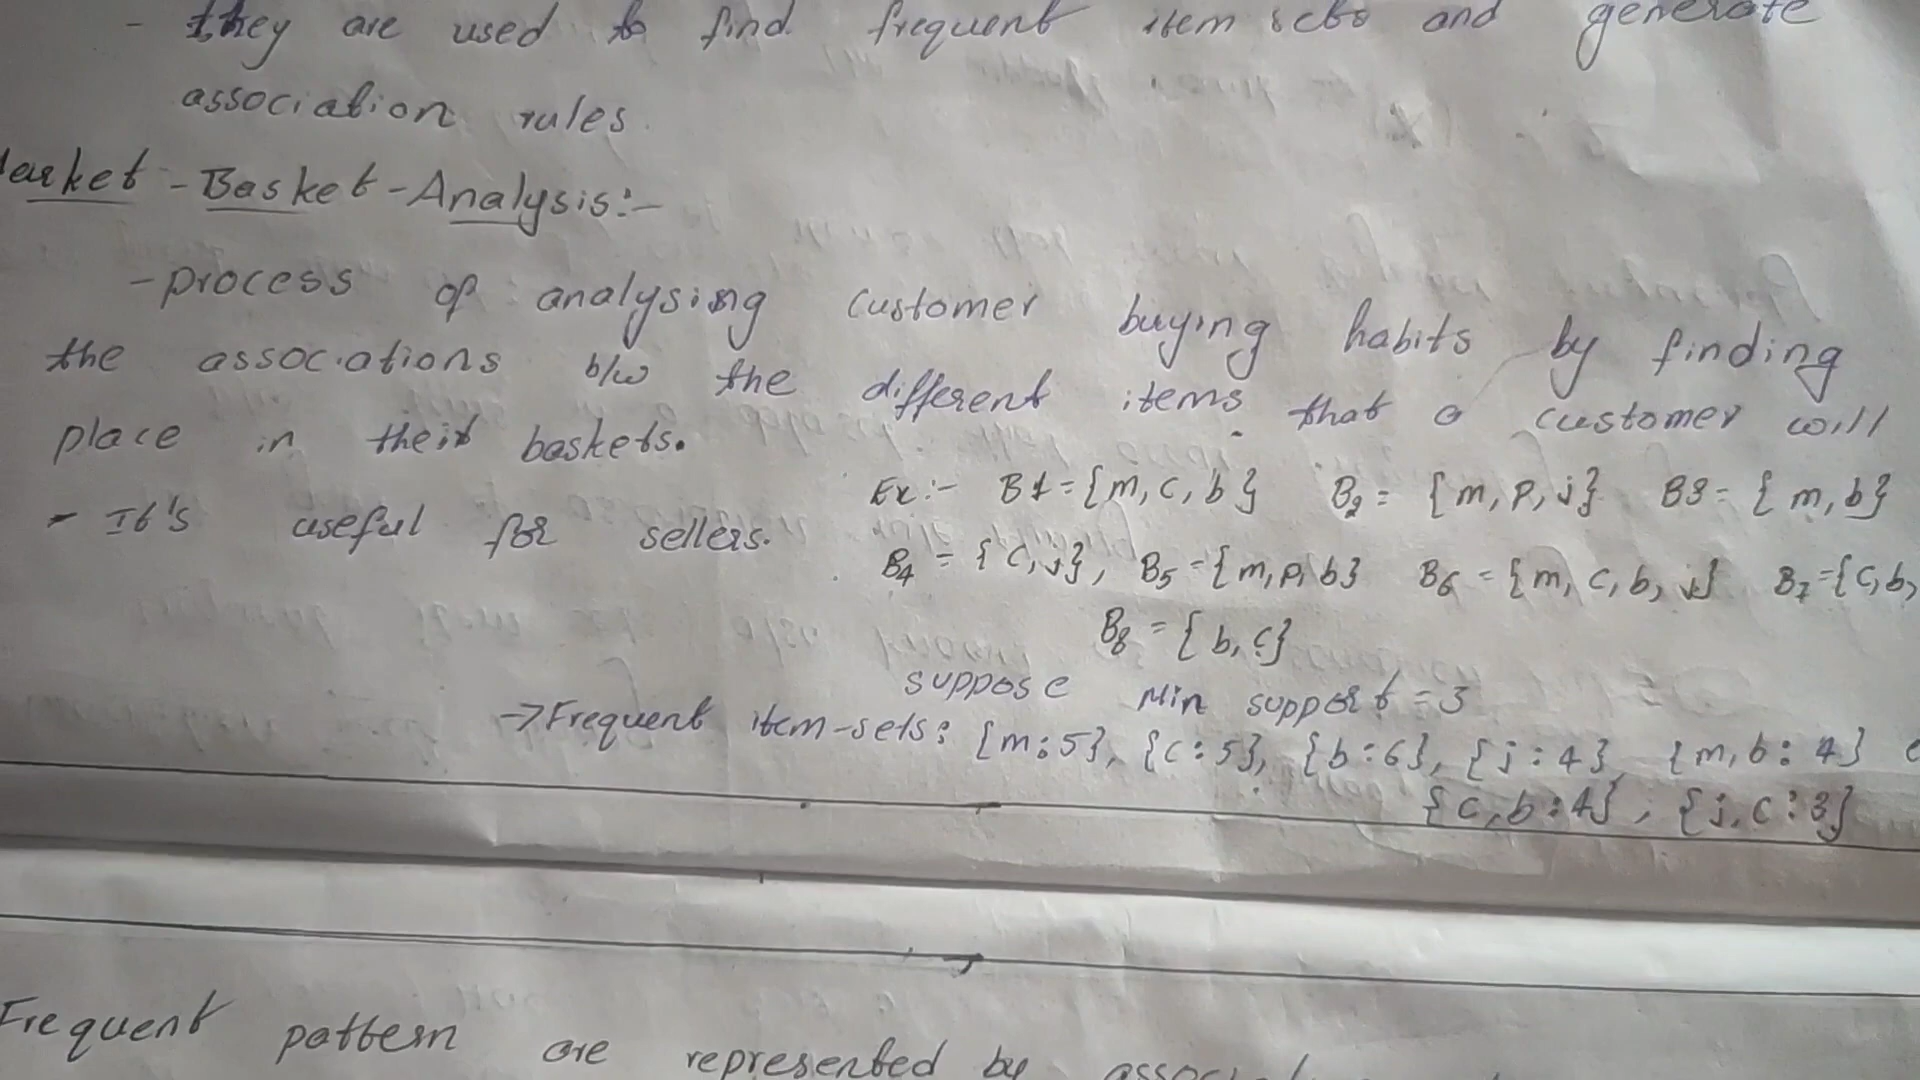 - they are used to find frequent item sets and generate
association rules.
Market - Basket - Analysis:-
- process of analysing customer buying habits by finding
the associations b/w the different items that a customer will
place in their baskets.
Ex:- B1={m, c, b} B2 = {m, p, j} B3= { m, b}
- It's useful for sellers.
B4 = {c, j}, B5 ={m, p, b} B6 ={m, c, b, j} B7={c, b,
B8 = { b, c}
suppose Min support = 3
→Frequent item-sets: {m:5}, {c:5}, {b:6}, {j:4}, {m, b: 4}
{c, b:4}, {j, c:3}
Frequent pattern are represented by